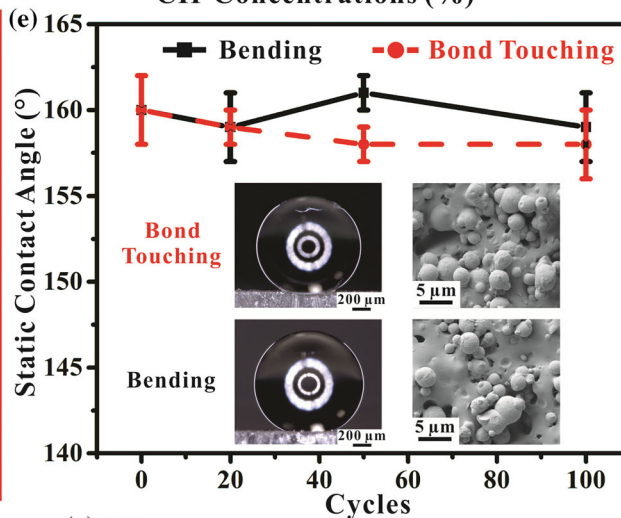 (e)
Concentrations (%)
Bending
Bond Touching
165
160
155
150
145
140
Static Contact Angle (°)
Bond
Touching
200 μm
5 μm
Bending
200 μm
5 μm
0
20
40
60
80
100
Cycles